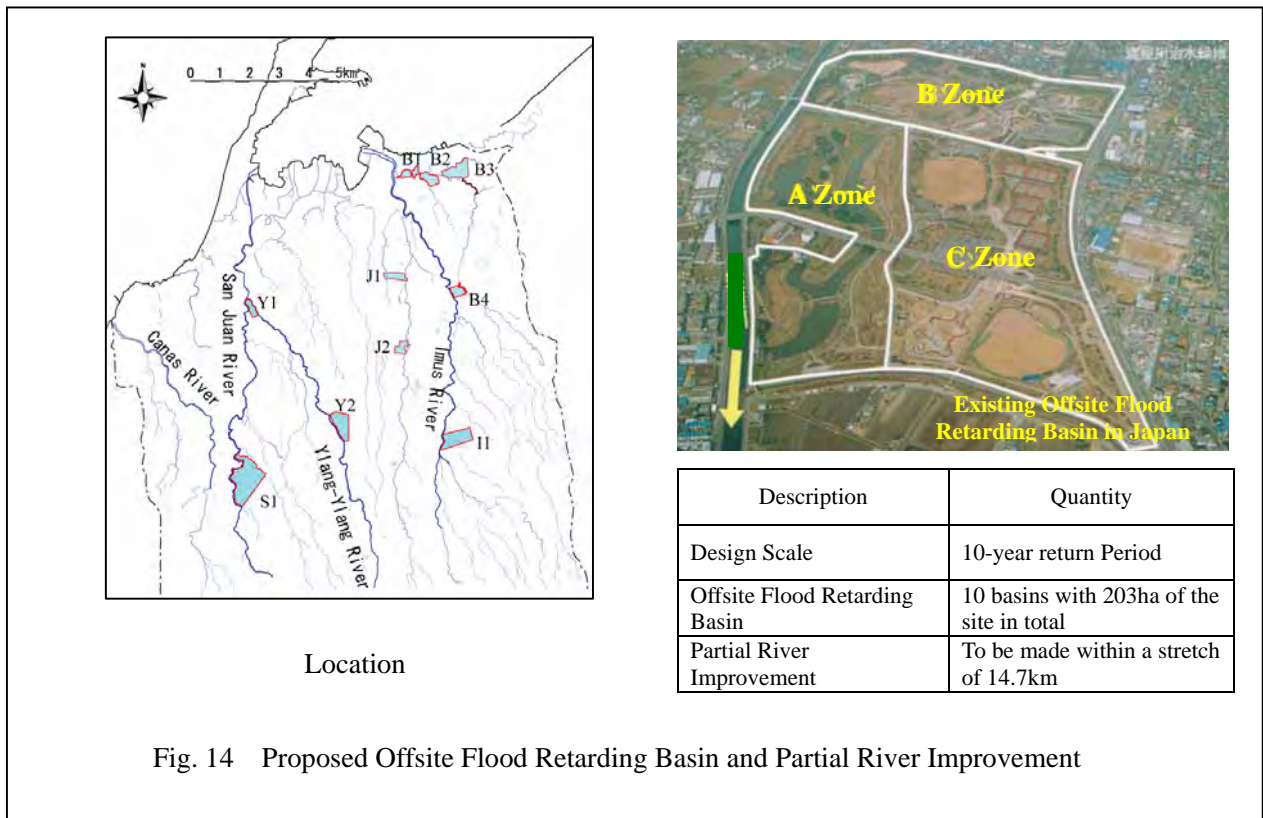 N
0 1 2 3 4 5km
B1
B2
B3
J1
B4
Y1
J2
Y2
I1
S1
San Juan River
Canas River
Imus River
Ylang-Ylang River
Location
B Zone
A Zone
C Zone
Existing Offsite Flood
Retarding Basin in Japan
Description Quantity
Design Scale 10-year return Period
Offsite Flood Retarding 10 basins with 203ha of the
Basin site in total
Partial River To be made within a stretch
Improvement of 14.7km
Fig. 14 Proposed Offsite Flood Retarding Basin and Partial River Improvement